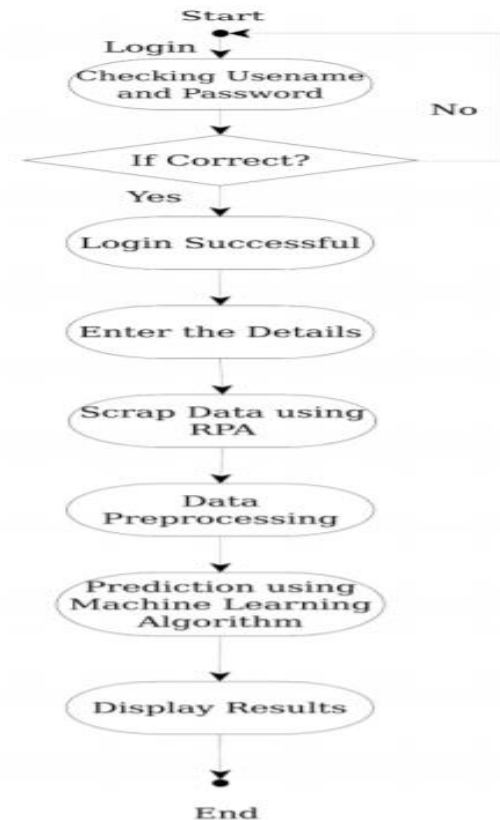 Start
Login
Checking Usename
and Password
No
If Correct?
Yes
Login Successful
Enter the Details
Scrap Data using
RPA
Data
Preprocessing
Prediction using
Machine Learning
Algorithm
Display Results
End